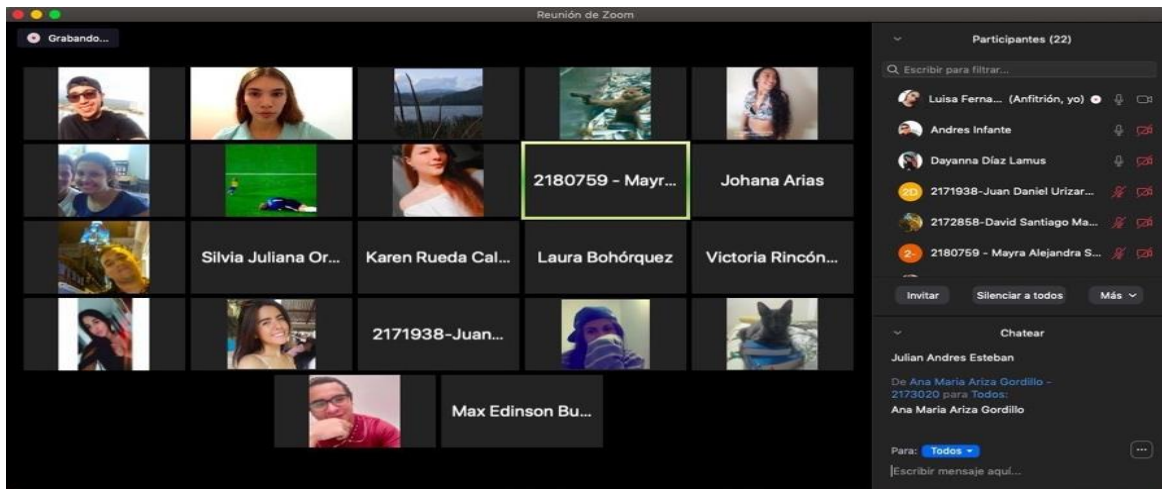 Reunión de Zoom
Grabando...
2180759 - Mayr...
Johana Arias
Silvia Juliana Or...
Karen Rueda Cal...
Laura Bohórquez
Victoria Rincón...
2171938-Juan...
Max Edinson Bu...
Participantes (22)
Escribir para filtrar...
Luisa Ferna... (Anfitrión, yo)
Andres Infante
Dayanna Díaz Lamus
2D
2171938-Juan Daniel Urizar...
2172858-David Santiago Ma...
2-
2180759 - Mayra Alejandra S...
Invitar
Silenciar a todos
Más
Chatear
Julian Andres Esteban
De Ana Maria Ariza Gordillo -
2173020 para Todos:
Ana Maria Ariza Gordillo
Para: Todos
Escribir mensaje aquí...